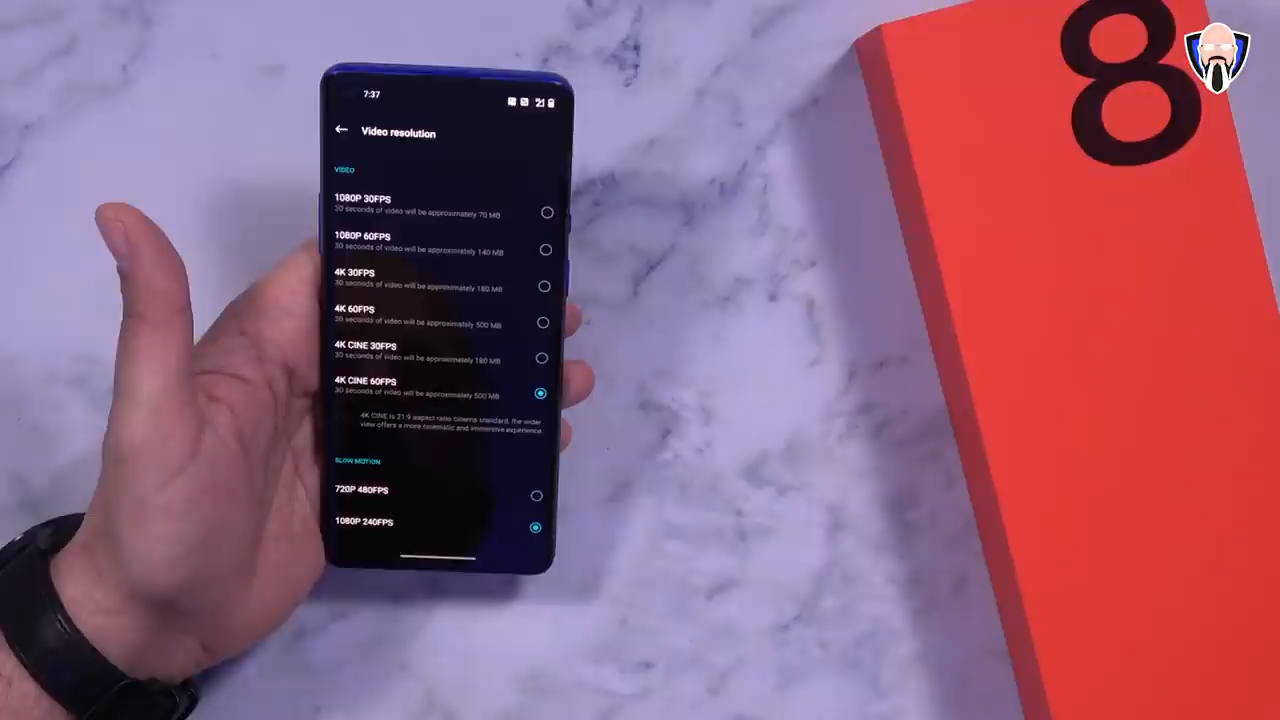 8
7:37
Video resolution
VIDEO
1080P 30FPS
30 seconds of video will be approximately 70 MB
1080P 60FPS
30 seconds of video will be approximately 140 MB
4K 30FPS
30 seconds of video will be approximately 180 MB
4K 60FPS
30 seconds of video will be approximately 500 MB
4K CINE 30FPS
30 seconds of video will be approximately 180 MB
4K CINE 60FPS
30 seconds of video will be approximately 500 MB
4K CINE is 21:9 aspect ratio cinema standard, the wider
view offers a more cinematic and immersive experience.
SLOW MOTION
720P 480FPS
1080P 240FPS